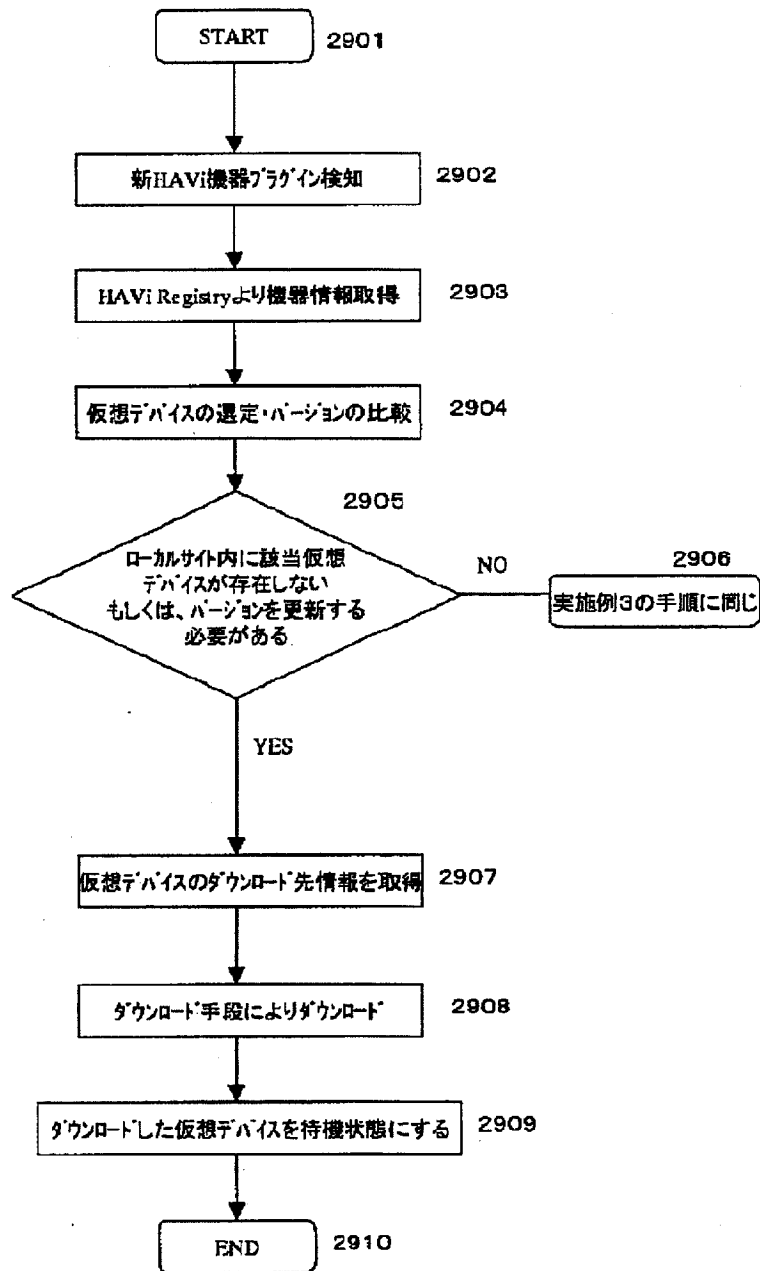 START
2901
新HAVi機器プラグイン検知
2902
HAVi Registryより機器情報取得
2903
仮想デバイスの選定・バージョンの比較
2904
2905
ローカルサイト内に該当仮想
デバイスが存在しない
もしくは、バージョンを更新する
必要がある
NO
2906
実施例3の手順に同じ
YES
仮想デバイスのダウンロード先情報を取得
2907
ダウンロード手段によりダウンロード
2908
ダウンロードした仮想デバイスを待機状態にする
2909
END
2910